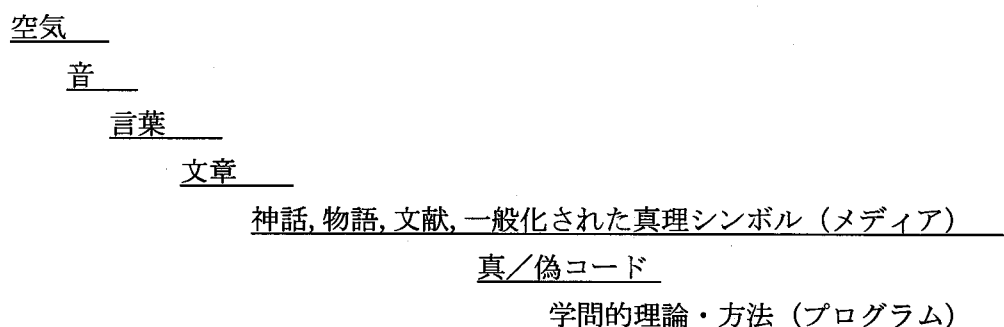 空気
音
言葉
文章
神話, 物語, 文献, 一般化された真理シンボル（メディア）
真／偽コード
学問的理論・方法（プログラム）